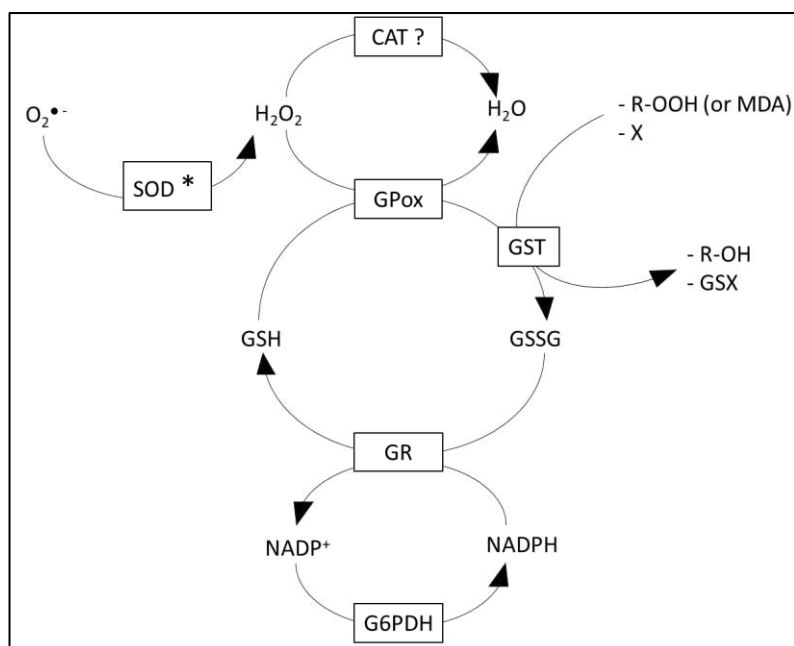 CAT ?
O₂•-
H₂O₂
H₂O
- R-OOH (or MDA)
- X
SOD *
GPox
GST
- R-OH
- GSX
GSH
GSSG
GR
NADP⁺
NADPH
G6PDH